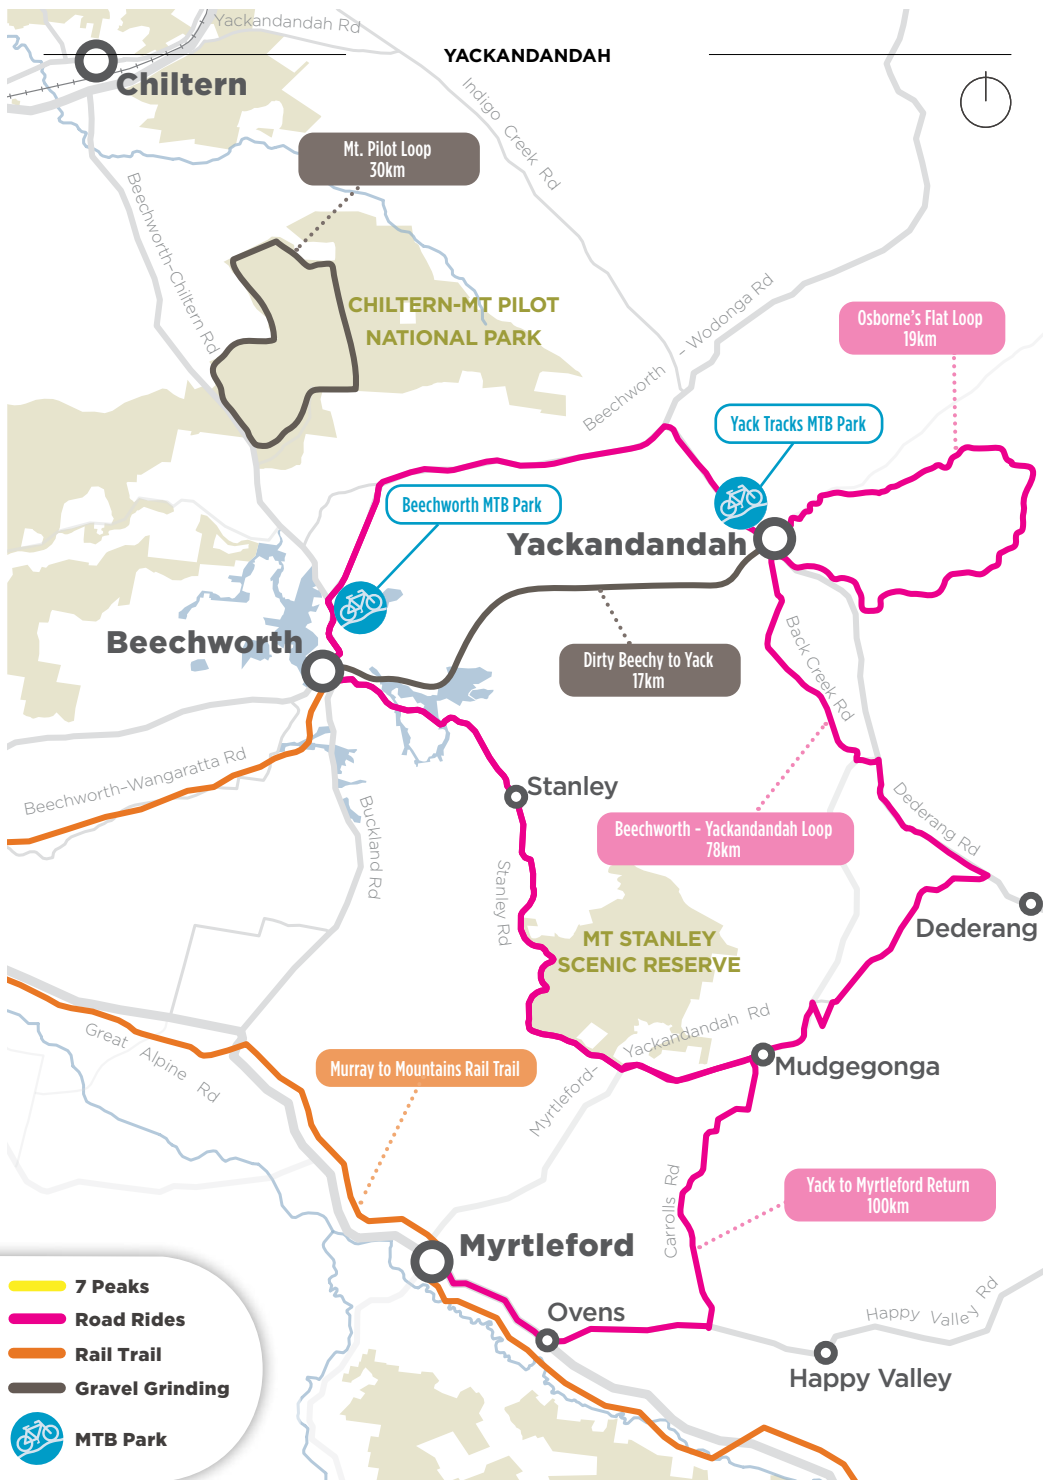 YACKANDANDAH
Yackandandah Rd
Chiltern
Indigo Creek Rd
Mt. Pilot Loop
30km
Beechworth-Chiltern Rd
CHILTERN-MT PILOT
NATIONAL PARK
Beechworth - Wodonga Rd
Osborne's Flat Loop
19km
Yack Tracks MTB Park
Beechworth MTB Park
Yackandandah
Beechworth
Dirty Beechy to Yack
17km
Back Creek Rd
Beechworth-Wangaratta Rd
Stanley
Buckland Rd
Dederang Rd
Beechworth - Yackandandah Loop
78km
Stanley Rd
Dederang
MT STANLEY
SCENIC RESERVE
Great Alpine Rd
Myrtleford- Yackandandah Rd
Mudgegonga
Murray to Mountains Rail Trail
Carrolls Rd
Yack to Myrtleford Return
100km
Myrtleford
Ovens
Happy Valley Rd
Happy Valley
7 Peaks
Road Rides
Rail Trail
Gravel Grinding
MTB Park